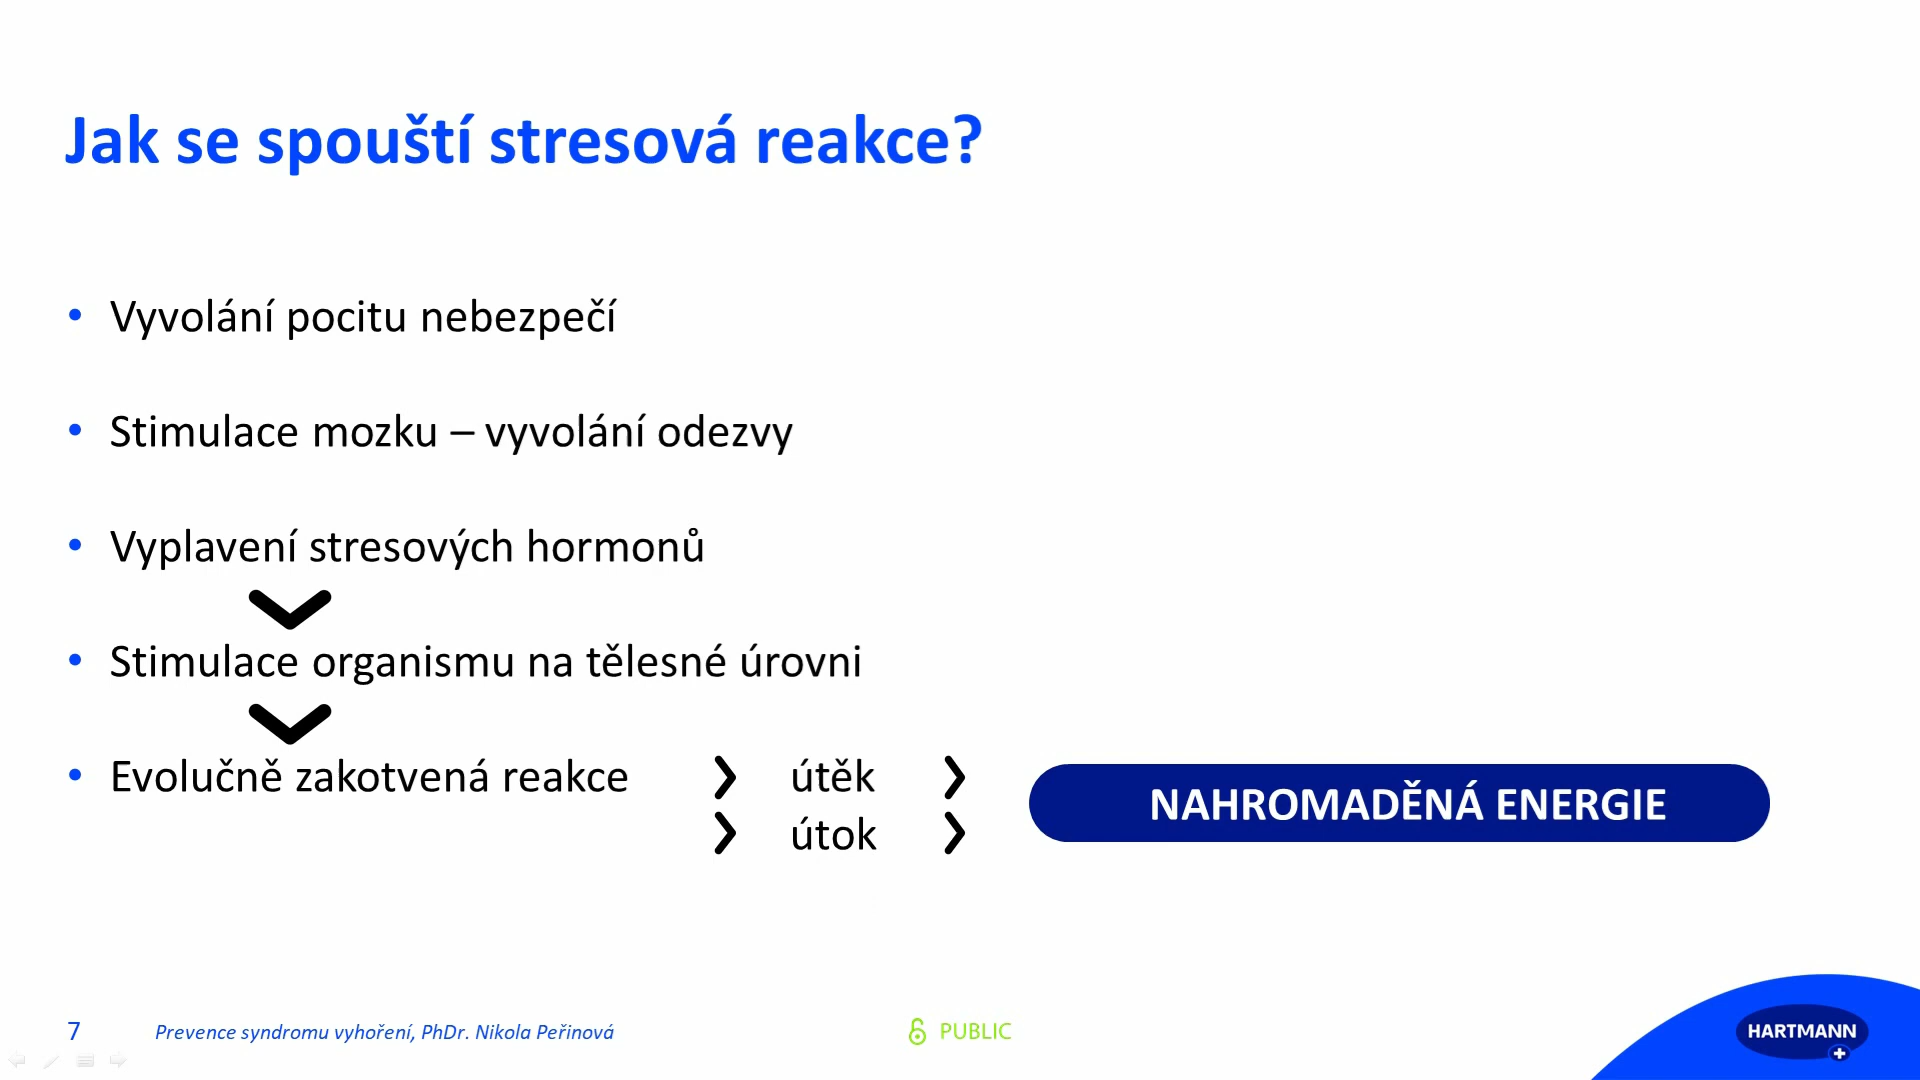 Jak se spouští stresová reakce?
• Vyvolání pocitu nebezpečí
• Stimulace mozku – vyvolání odezvy
• Vyplavení stresových hormonů
• Stimulace organismu na tělesné úrovni
• Evolučně zakotvená reakce útěk
útok
NAHROMADĚNÁ ENERGIE
7 Prevence syndromu vyhoření, PhDr. Nikola Peřinová PUBLIC
HARTMANN